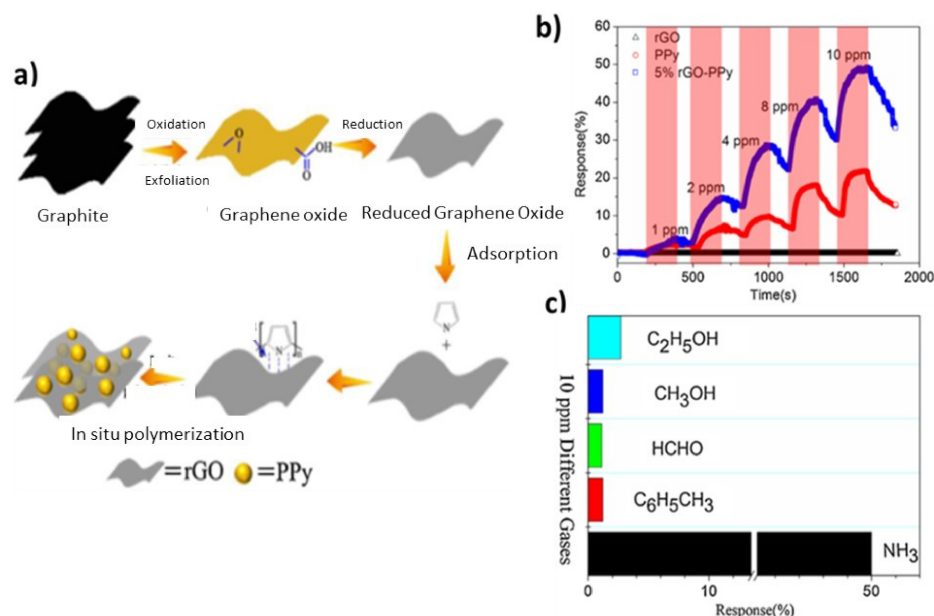 a)
Oxidation
Exfoliation
Reduction
O
OH
O
Graphite
Graphene oxide
Reduced Graphene Oxide
Adsorption
N
+
N
In situ polymerization
=rGO
=PPy
b)
Response(%)
60
50
40
30
20
10
0
rGO
PPy
5% rGO-PPy
1 ppm
2 ppm
4 ppm
8 ppm
10 ppm
0
500
1000
1500
2000
Time(s)
c)
10 ppm Different Gases
C₂H₅OH
CH₃OH
HCHO
C₆H₅CH₃
NH₃
0
10
50
Response(%)